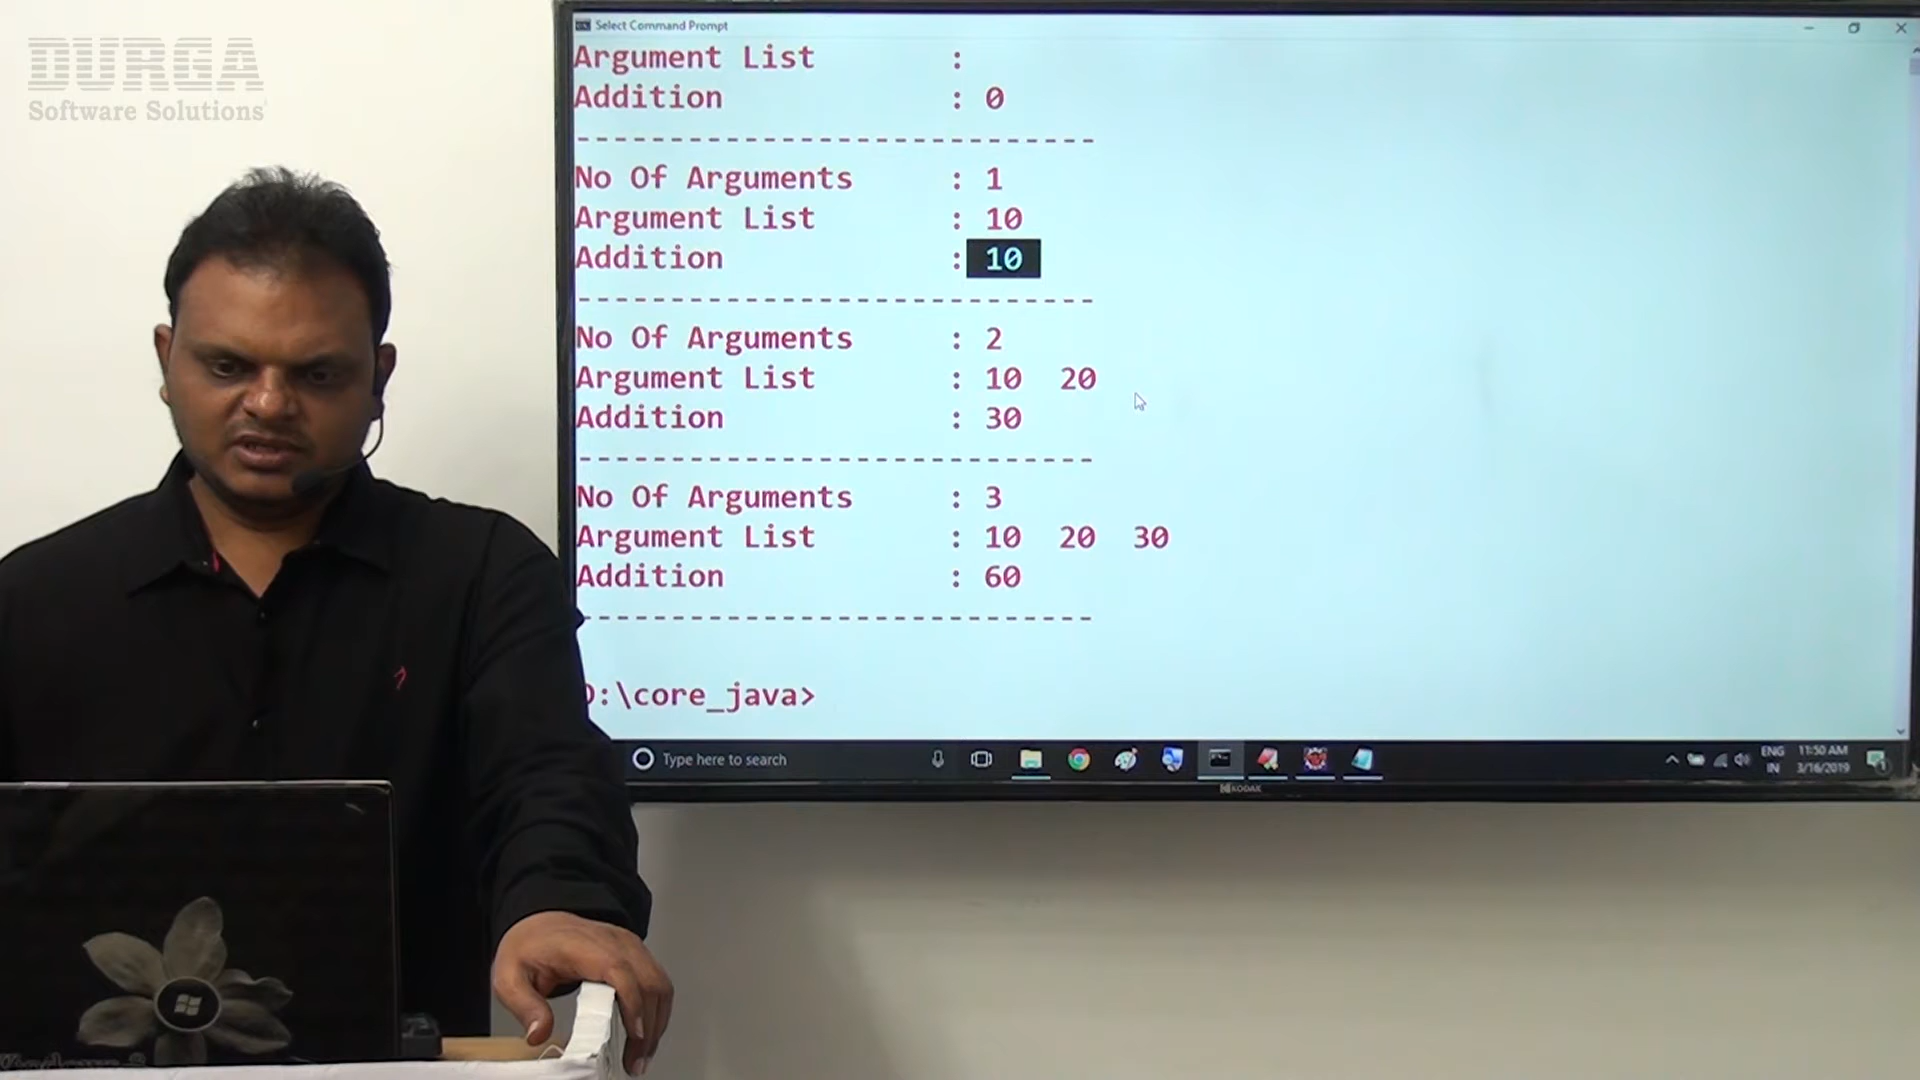 DURGA
Software Solutions
Select Command Prompt
Argument List :
Addition : 0
----------------------------
No Of Arguments : 1
Argument List : 10
Addition : 10
----------------------------
No Of Arguments : 2
Argument List : 10 20
Addition : 30
----------------------------
No Of Arguments : 3
Argument List : 10 20 30
Addition : 60
----------------------------
D:\core_java>
Type here to search
ENG
IN
11:50 AM
3/16/2019
KODAK